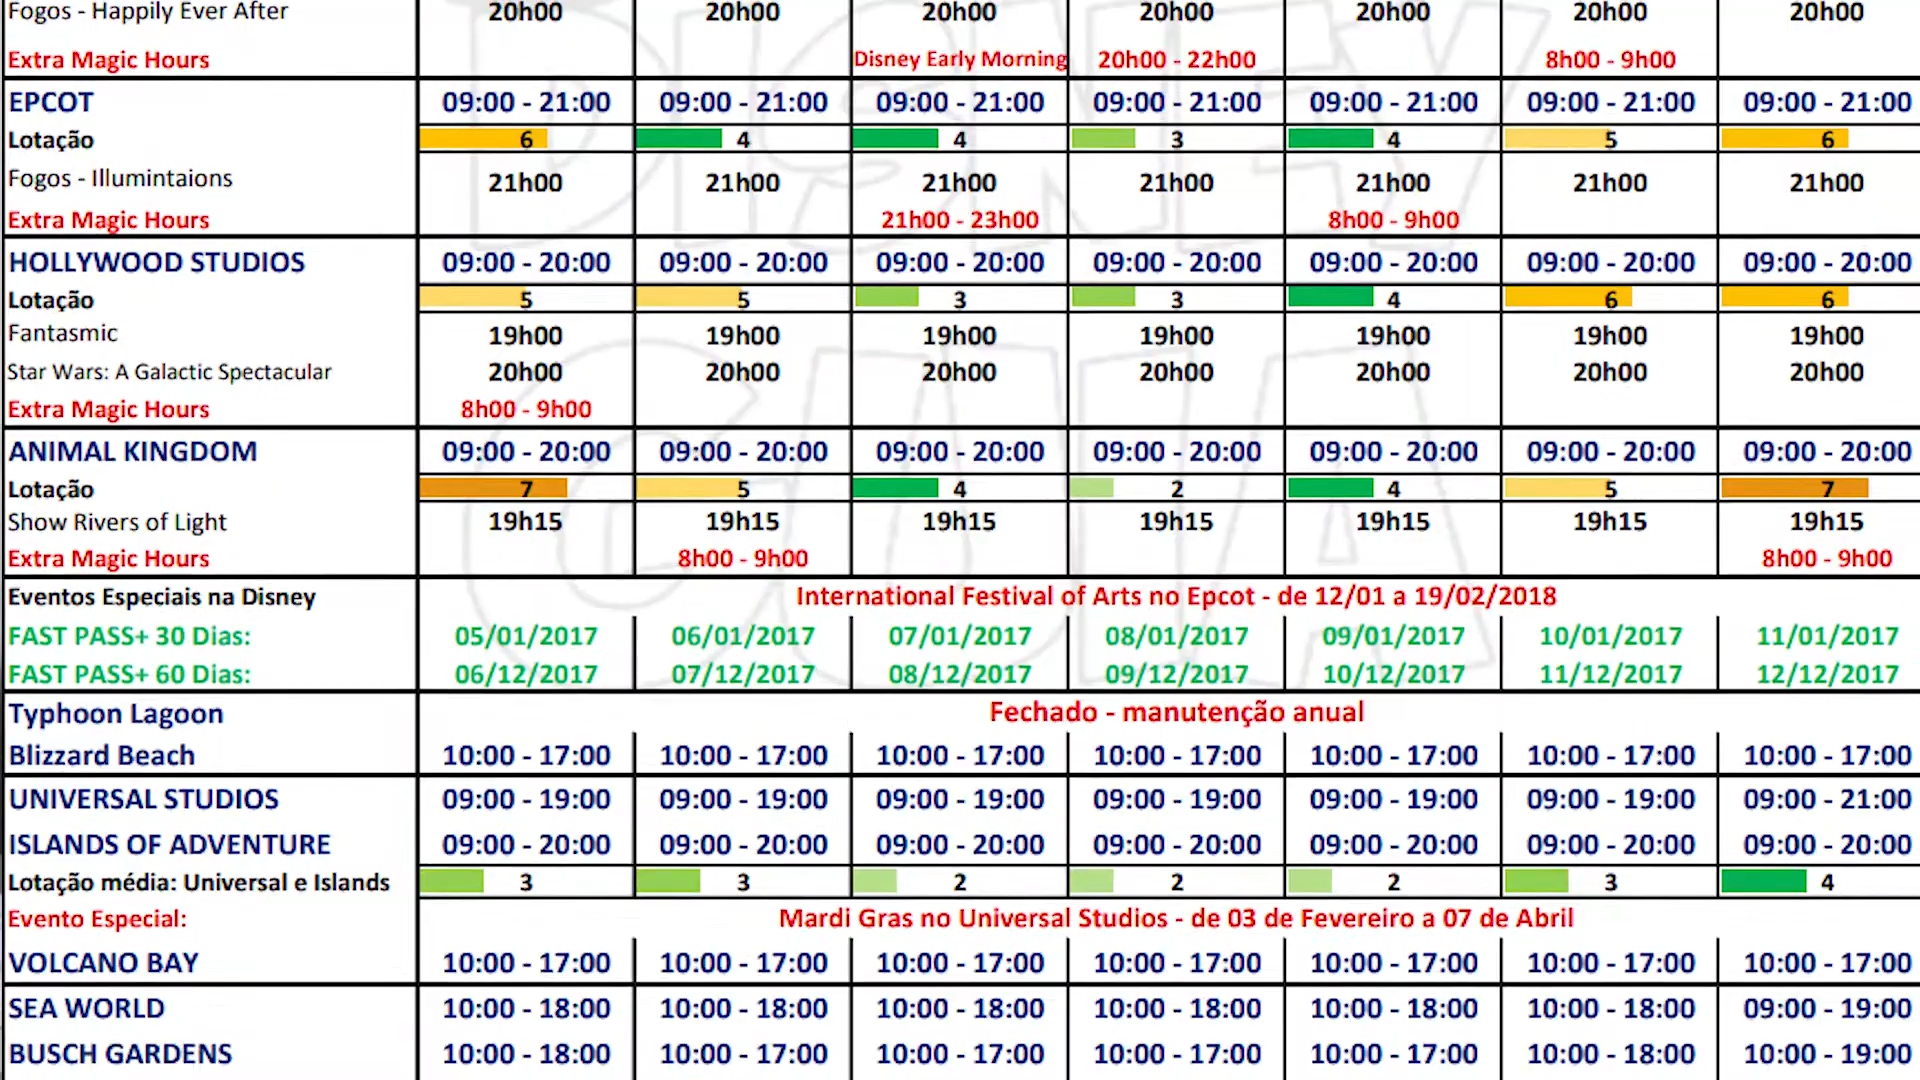 Fogos - Happily Ever After 20h00 20h00 20h00 20h00 20h00 20h00 20h00
Extra Magic Hours Disney Early Morning 20h00 - 22h00 8h00 - 9h00
EPCOT 09:00 - 21:00 09:00 - 21:00 09:00 - 21:00 09:00 - 21:00 09:00 - 21:00 09:00 - 21:00 09:00 - 21:00
Lotação 6 4 4 3 4 5 6
Fogos - Illumintaions 21h00 21h00 21h00 21h00 21h00 21h00 21h00
Extra Magic Hours 21h00 - 23h00 8h00 - 9h00
HOLLYWOOD STUDIOS 09:00 - 20:00 09:00 - 20:00 09:00 - 20:00 09:00 - 20:00 09:00 - 20:00 09:00 - 20:00 09:00 - 20:00
Lotação 5 5 3 3 4 6 6
Fantasmic 19h00 19h00 19h00 19h00 19h00 19h00 19h00
Star Wars: A Galactic Spectacular 20h00 20h00 20h00 20h00 20h00 20h00 20h00
Extra Magic Hours 8h00 - 9h00
ANIMAL KINGDOM 09:00 - 20:00 09:00 - 20:00 09:00 - 20:00 09:00 - 20:00 09:00 - 20:00 09:00 - 20:00 09:00 - 20:00
Lotação 7 5 4 2 4 5 7
Show Rivers of Light 19h15 19h15 19h15 19h15 19h15 19h15 19h15
Extra Magic Hours 8h00 - 9h00 8h00 - 9h00
Eventos Especiais na Disney International Festival of Arts no Epcot - de 12/01 a 19/02/2018
FAST PASS+ 30 Dias: 05/01/2017 06/01/2017 07/01/2017 08/01/2017 09/01/2017 10/01/2017 11/01/2017
FAST PASS+ 60 Dias: 06/12/2017 07/12/2017 08/12/2017 09/12/2017 10/12/2017 11/12/2017 12/12/2017
Typhoon Lagoon Fechado - manutenção anual
Blizzard Beach 10:00 - 17:00 10:00 - 17:00 10:00 - 17:00 10:00 - 17:00 10:00 - 17:00 10:00 - 17:00 10:00 - 17:00
UNIVERSAL STUDIOS 09:00 - 19:00 09:00 - 19:00 09:00 - 19:00 09:00 - 19:00 09:00 - 19:00 09:00 - 19:00 09:00 - 21:00
ISLANDS OF ADVENTURE 09:00 - 20:00 09:00 - 20:00 09:00 - 20:00 09:00 - 20:00 09:00 - 20:00 09:00 - 20:00 09:00 - 20:00
Lotação média: Universal e Islands 3 3 2 2 2 3 4
Evento Especial: Mardi Gras no Universal Studios - de 03 de Fevereiro a 07 de Abril
VOLCANO BAY 10:00 - 17:00 10:00 - 17:00 10:00 - 17:00 10:00 - 17:00 10:00 - 17:00 10:00 - 17:00 10:00 - 17:00
SEA WORLD 10:00 - 18:00 10:00 - 18:00 10:00 - 18:00 10:00 - 18:00 10:00 - 18:00 10:00 - 18:00 09:00 - 19:00
BUSCH GARDENS 10:00 - 18:00 10:00 - 17:00 10:00 - 17:00 10:00 - 17:00 10:00 - 17:00 10:00 - 18:00 10:00 - 19:00
DISNEY
GUIA